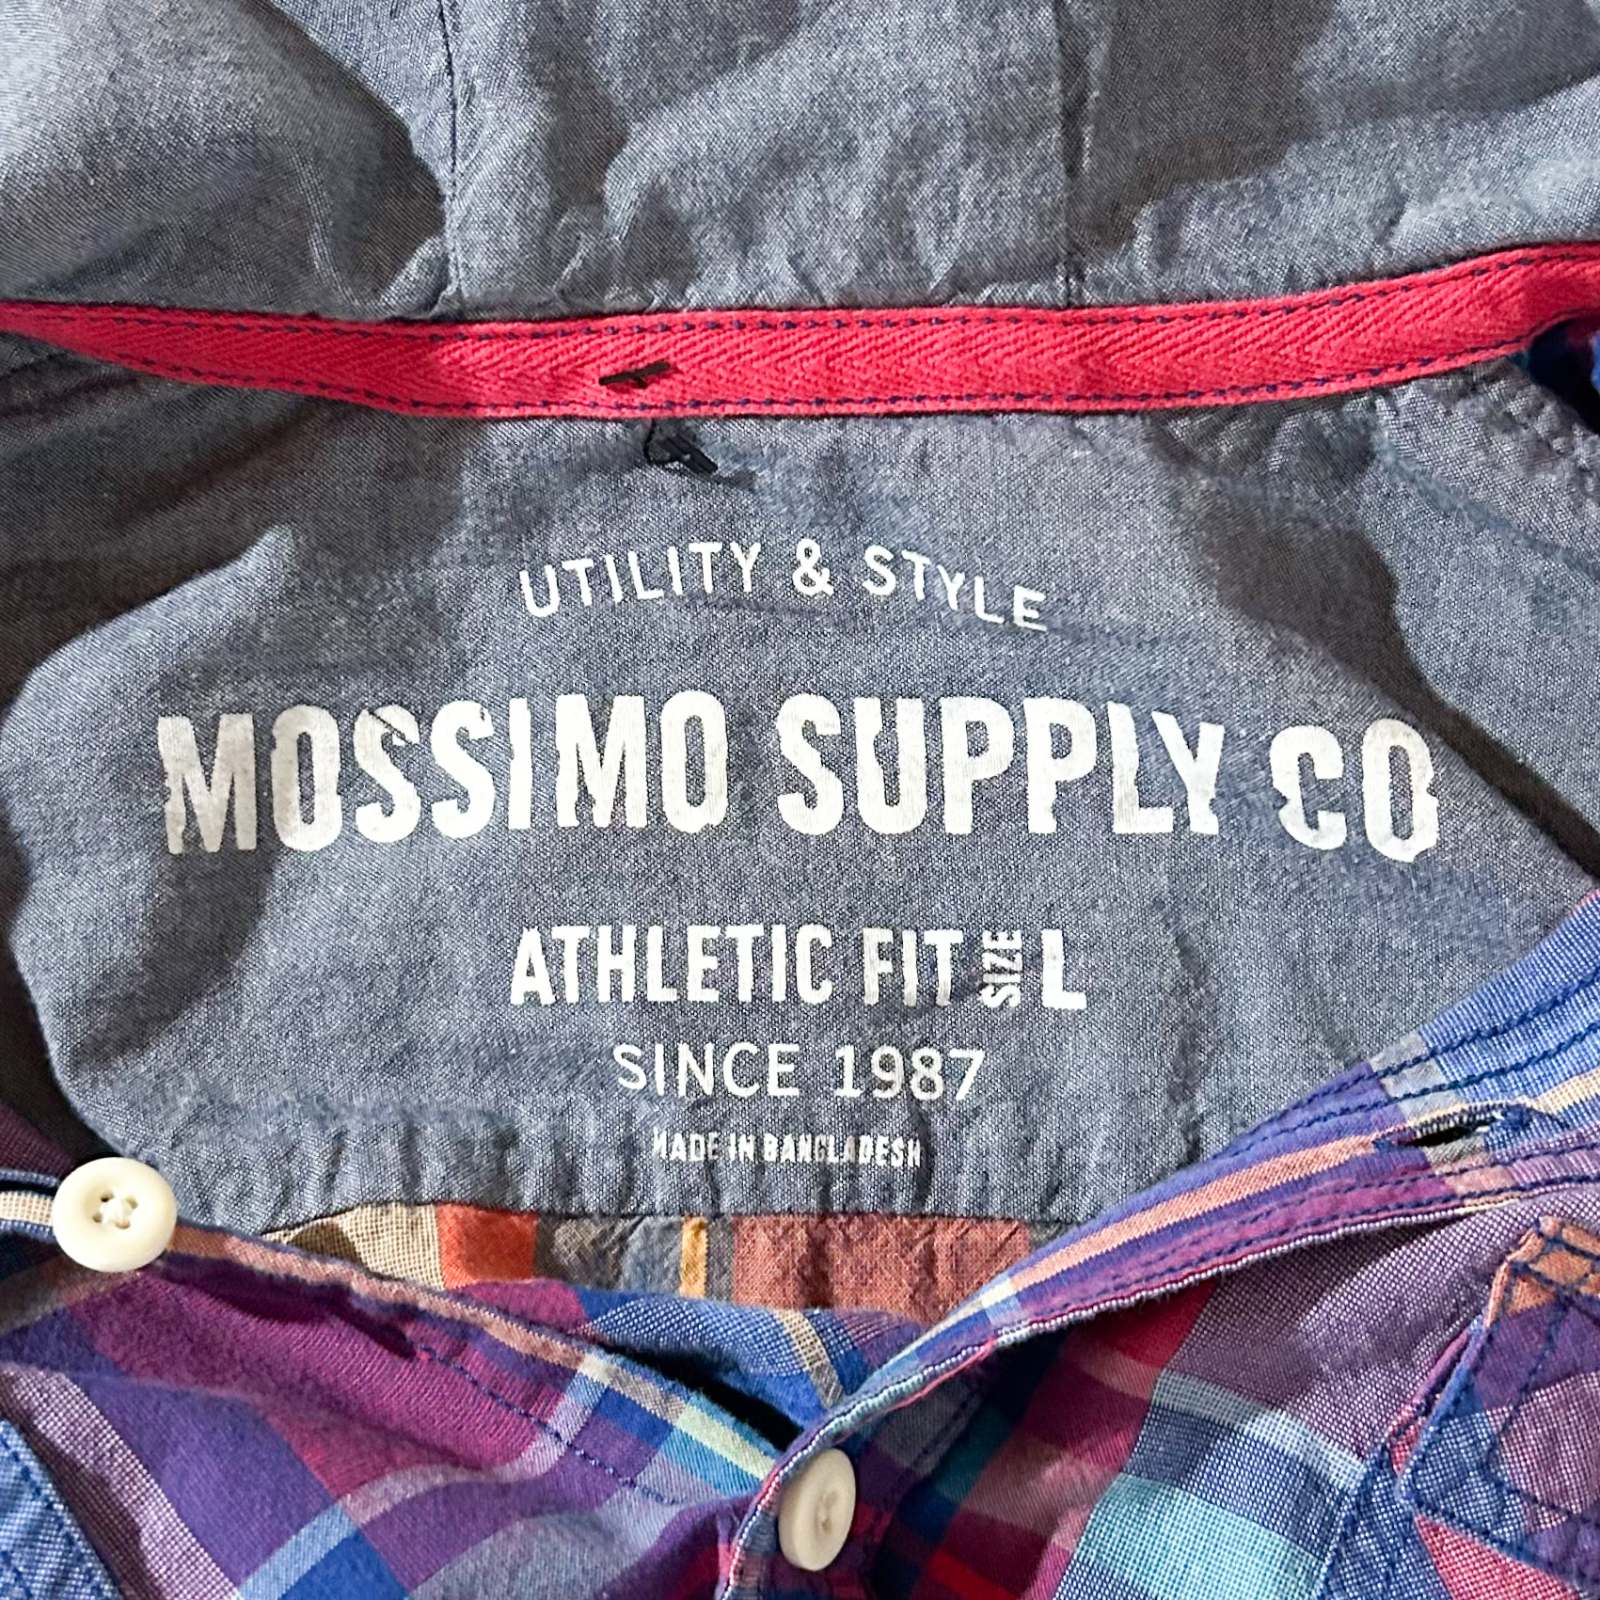 UTILITY & STYLE
MOSSIMO SUPPLY CO
ATHLETIC FIT SIZE L
SINCE 1987
MADE IN BANGLADESH